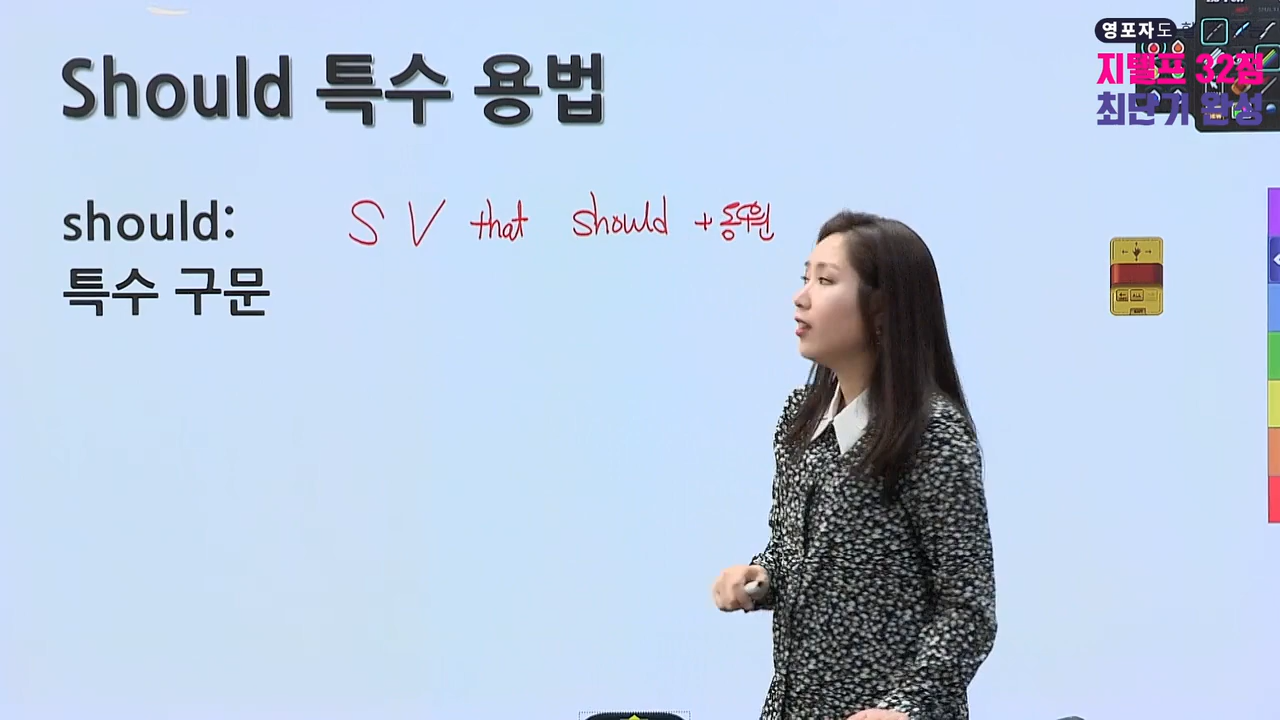 Should 특수 용법
영포자도
지텔프 32점
최단기 완성
should:
특수 구문
S V that should + 동원